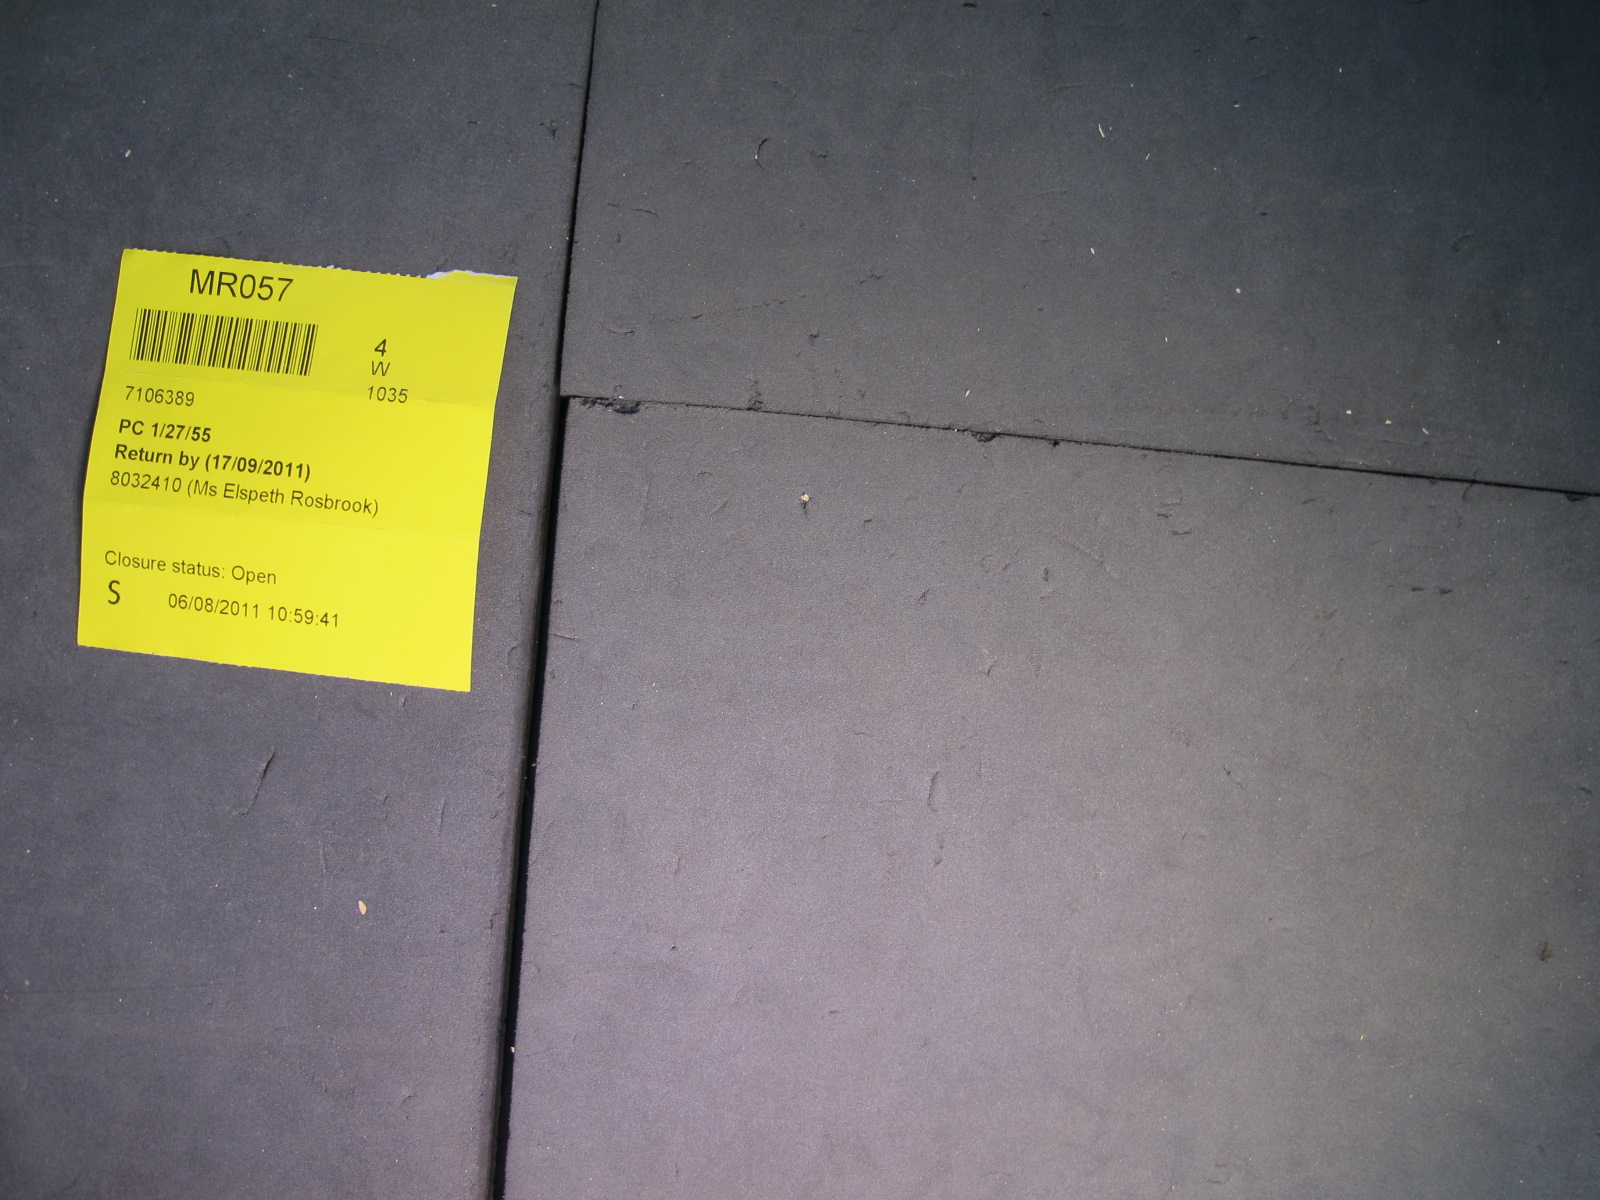 MR057
4
W
7106389 1035
PC 1/27/55
Return by (17/09/2011)
8032410 (Ms Elspeth Rosbrook)
Closure status: Open
S 06/08/2011 10:59:41